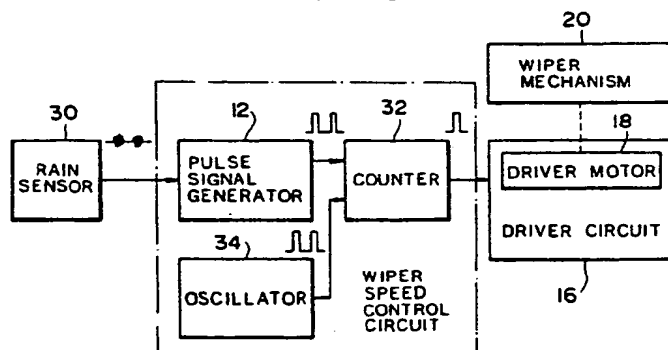 20
WIPER
MECHANISM
30
12
32
18
RAIN
SENSOR
PULSE
SIGNAL
GENERATOR
COUNTER
DRIVER MOTOR
DRIVER CIRCUIT
34
OSCILLATOR
WIPER
SPEED
CONTROL
CIRCUIT
16